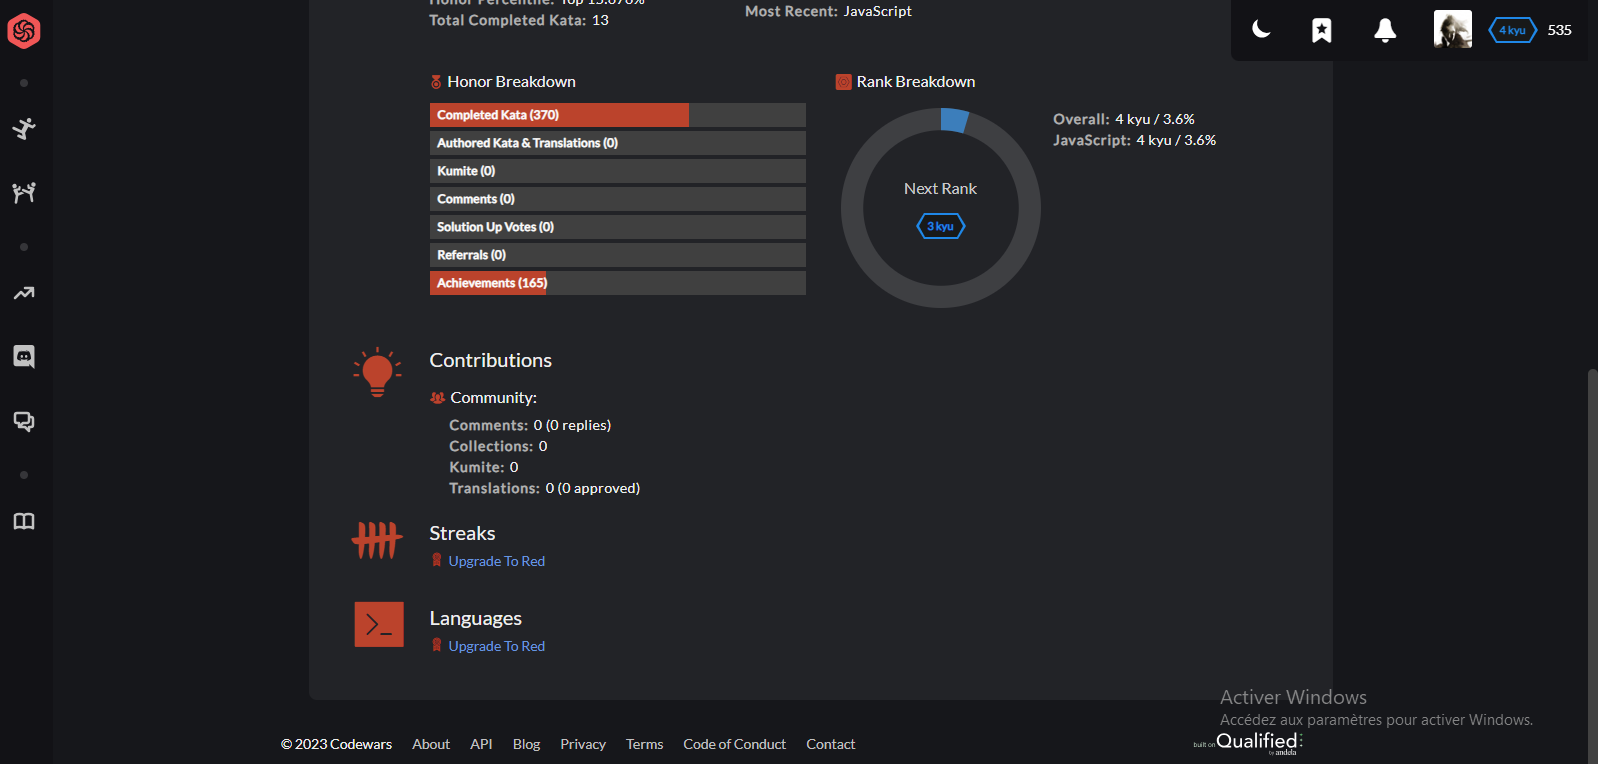 Honor Percentile: Top 15.076%
Total Completed Kata: 13
Most Recent: JavaScript
4 kyu 535
Honor Breakdown
Completed Kata (370)
Authored Kata & Translations (0)
Kumite (0)
Comments (0)
Solution Up Votes (0)
Referrals (0)
Achievements (165)
Rank Breakdown
Next Rank
3 kyu
Overall: 4 kyu / 3.6%
JavaScript: 4 kyu / 3.6%
Contributions
Community:
Comments: 0 (0 replies)
Collections: 0
Kumite: 0
Translations: 0 (0 approved)
Streaks
Upgrade To Red
Languages
Upgrade To Red
Activer Windows
Accédez aux paramètres pour activer Windows.
© 2023 Codewars About API Blog Privacy Terms Code of Conduct Contact
built on Qualified
by andela